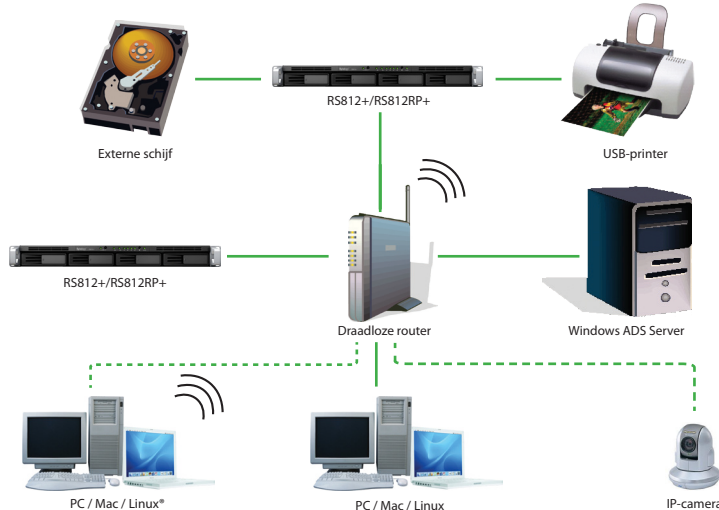 RS812+/RS812RP+
Externe schijf
USB-printer
RS812+/RS812RP+
Draadloze router
Windows ADS Server
PC / Mac / Linux®
PC / Mac / Linux
IP-camera